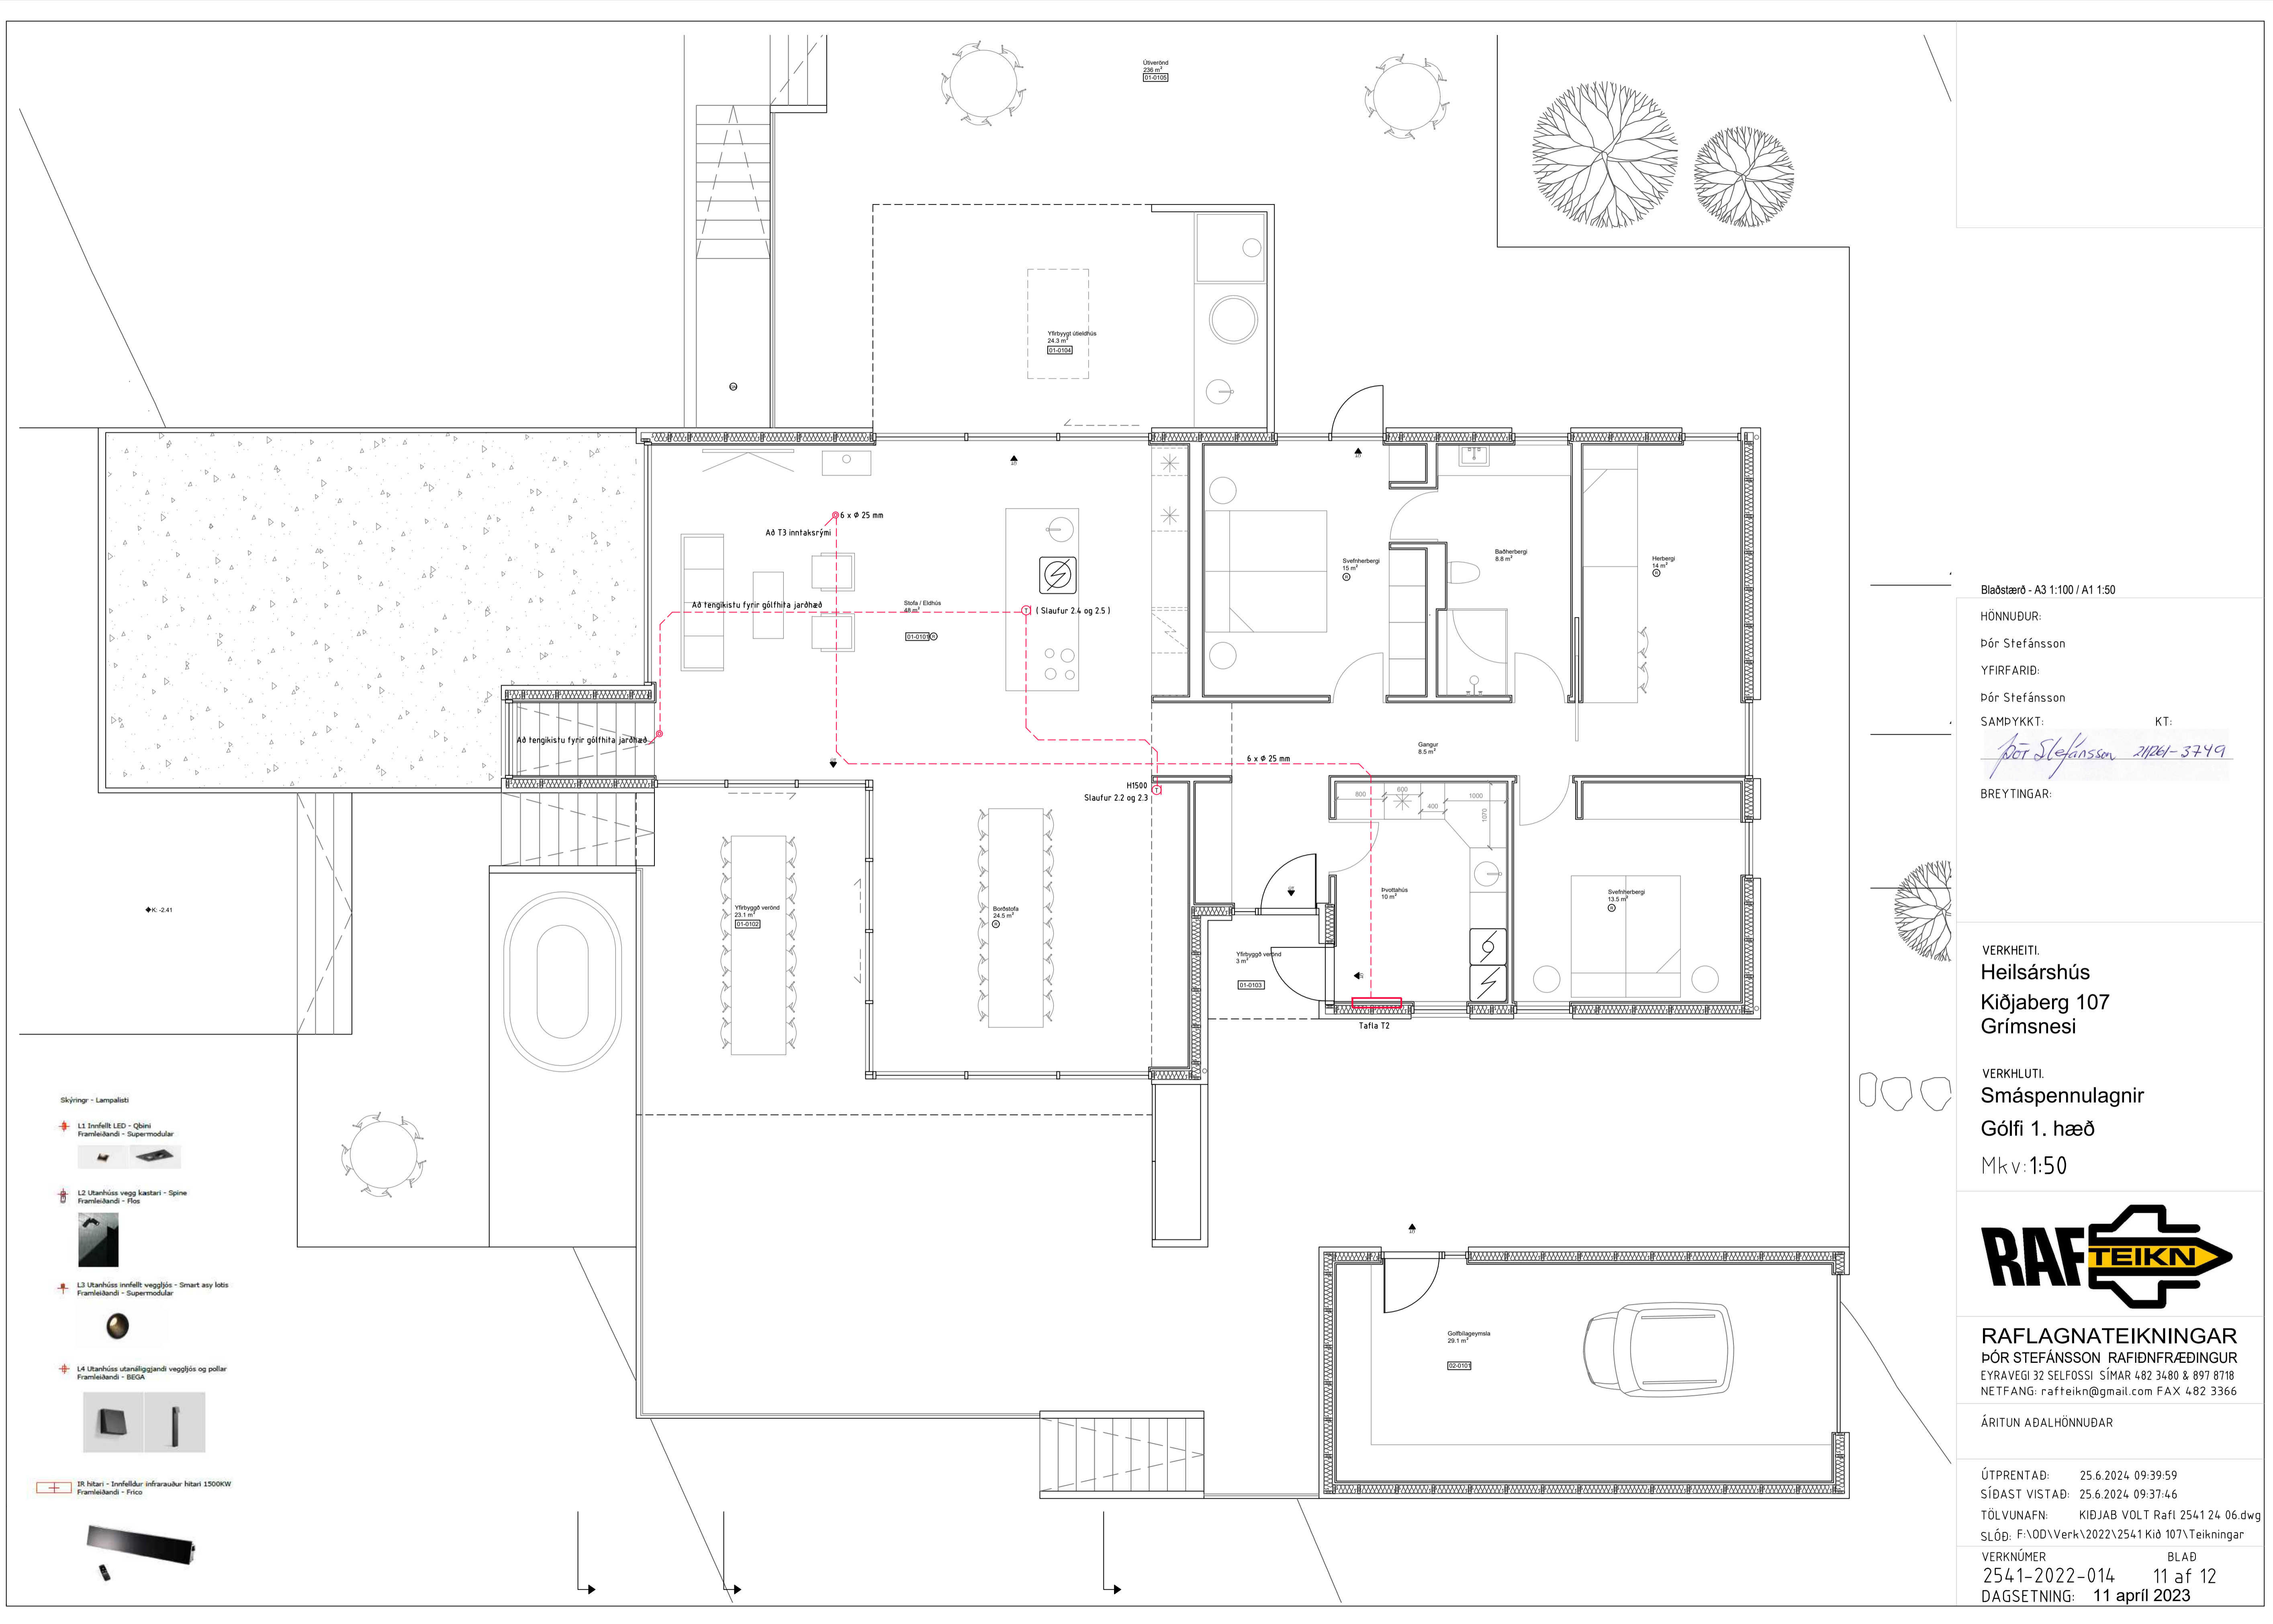 Útiverönd
236 m²
01-0105
Yfirbyygt útieldhús
24.3 m²
01-0104
6 x Ø 25 mm
Að T3 inntaksrými
Að tengikistu fyrir gólfhita jarðhæð
Stofa / Eldhús
48 m²
01-0101
R
T
( Slaufur 2.4 og 2.5 )
Svefnherbergi
15 m²
R
Baðherbergi
8.8 m²
Herbergi
14 m²
R
Að tengikistu fyrir gólfhita jarðhæð
Gangur
8.5 m²
6 x Ø 25 mm
H1500
Slaufur 2.2 og 2.3
T
800
600
400
1000
1070
K: -2.41
Yfirbyggð verönd
23.1 m²
01-0102
Borðstofa
24.5 m²
R
Þvottahús
10 m²
Svefnherbergi
13.5 m²
R
Yfirbyggð verönd
3 m²
01-0103
Tafla T2
Golfbílageymsla
29.1 m²
02-0101
Skýringr - Lampalisti
L1 Innfellt LED - Qbini
Framleiðandi - Supermodular
L2 Utanhúss vegg kastari - Spine
Framleiðandi - Flos
L3 Utanhúss innfellt veggljós - Smart asy lotis
Framleiðandi - Supermodular
L4 Utanhúss utanáliggjandi veggljós og pollar
Framleiðandi - BEGA
IR hitari - Innfelldur infrarauður hitari 1500KW
Framleiðandi - Frico
Blaðstærð - A3 1:100 / A1 1:50
HÖNNUÐUR:
Þór Stefánsson
YFIRFARIÐ:
Þór Stefánsson
SAMÞYKKT: KT:
Þór Stefánsson 211261-3749
BREYTINGAR:
VERKHEITI.
Heilsárshús
Kiðjaberg 107
Grímsnesi
VERKHLUTI.
Smáspennulagnir
Gólfi 1. hæð
Mkv: 1:50
RAFTEIKN
RAFLAGNATEIKNINGAR
ÞÓR STEFÁNSSON RAFIÐNFRÆÐINGUR
EYRAVEGI 32 SELFOSSI SÍMAR 482 3480 & 897 8718
NETFANG: rafteikn@gmail.com FAX 482 3366
ÁRITUN AÐALHÖNNUÐAR
ÚTPRENTAÐ: 25.6.2024 09:39:59
SÍÐAST VISTAÐ: 25.6.2024 09:37:46
TÖLVUNAFN: KIÐJAB VOLT Rafl 2541 24 06.dwg
SLÓÐ: F:\OD\Verk\2022\2541 Kið 107\Teikningar
VERKNÚMER BLAÐ
2541-2022-014 11 af 12
DAGSETNING: 11 apríl 2023